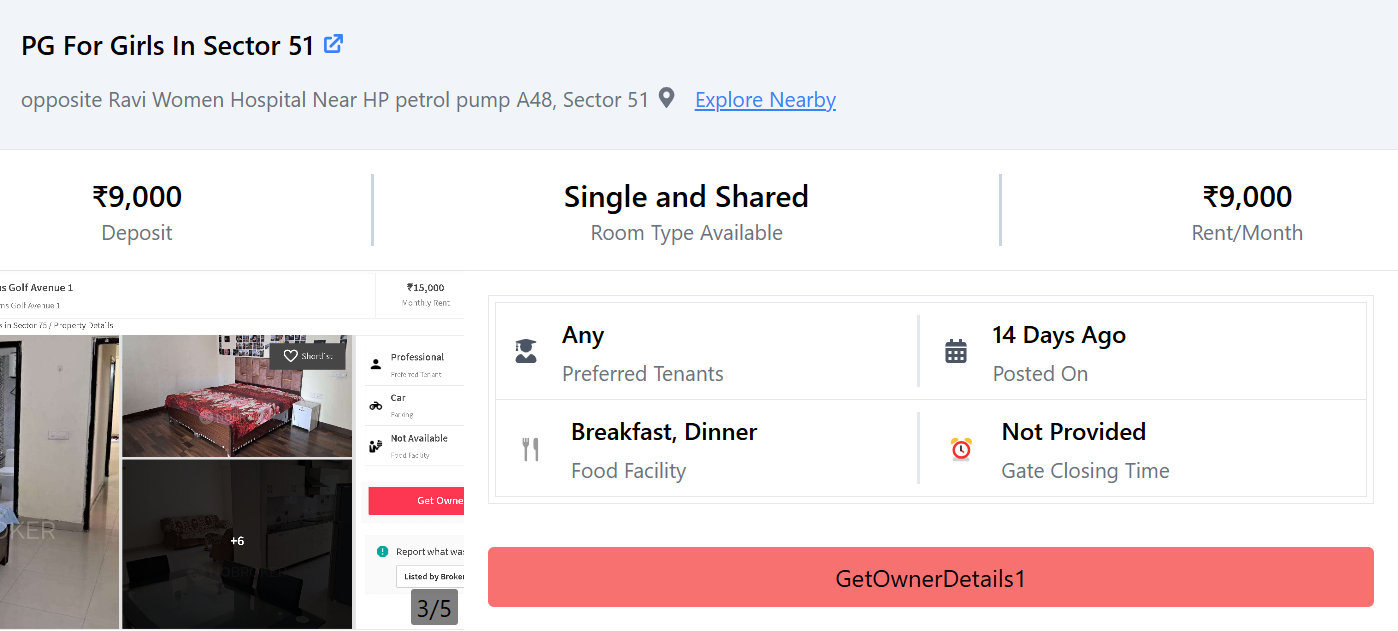 PG For Girls In Sector 51
opposite Ravi Women Hospital Near HP petrol pump A48, Sector 51
Explore Nearby
₹9,000
Deposit
Single and Shared
Room Type Available
₹9,000
Rent/Month
s Golf Avenue 1
ms Golf Avenue 1
s in Sector 75 / Property Details
₹15,000
Monthly Rent
Shortlist
Professional
Preferred Tenant
Car
Parking
Not Available
Food Facility
Get Owne
+6
Report what was
Listed by Broker
3/5
Any
Preferred Tenants
14 Days Ago
Posted On
Breakfast, Dinner
Food Facility
Not Provided
Gate Closing Time
GetOwnerDetails1